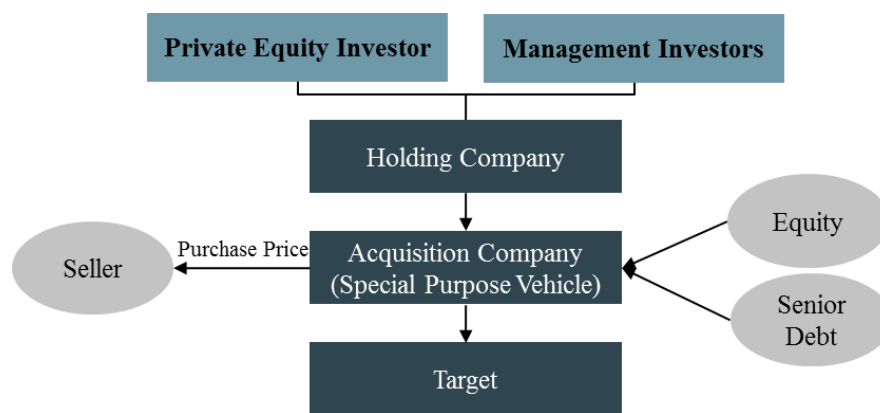 Private Equity Investor
Management Investors
Holding Company
Equity
Purchase Price
Seller
Acquisition Company
(Special Purpose Vehicle)
Senior
Debt
Target